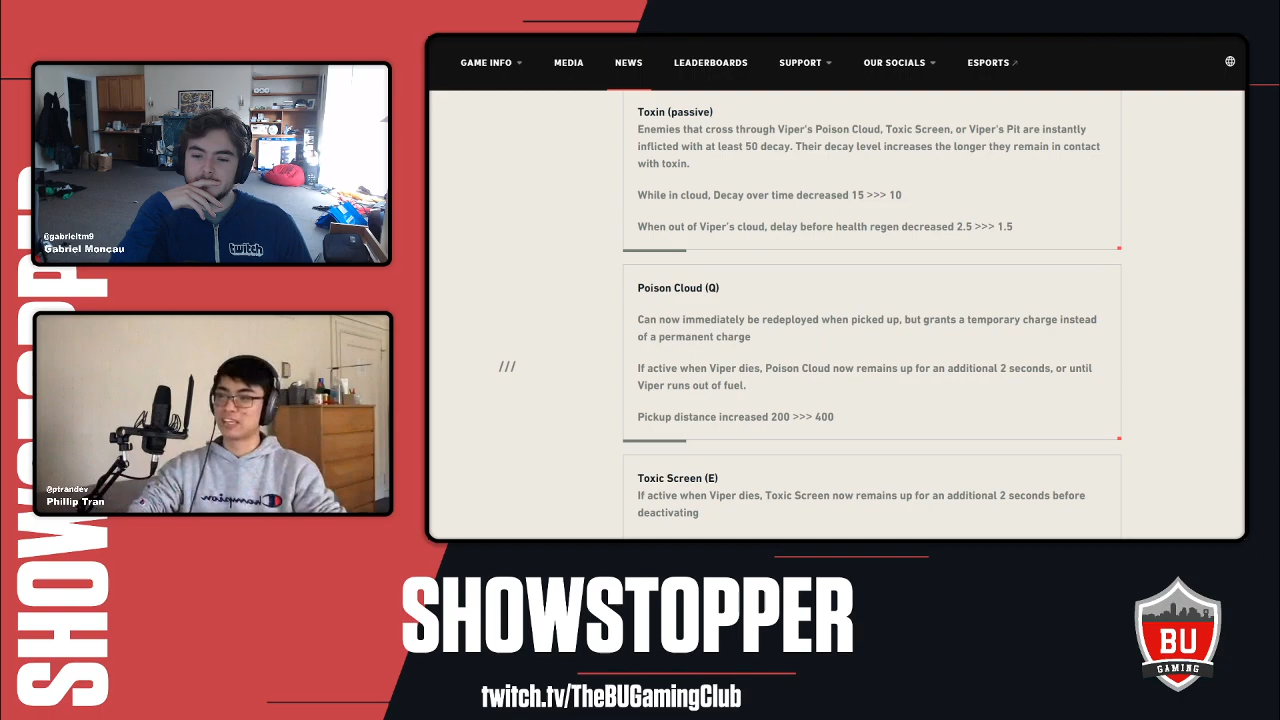 GAME INFO
MEDIA
NEWS
LEADERBOARDS
SUPPORT
OUR SOCIALS
ESPORTS
Toxin (passive)
Enemies that cross through Viper's Poison Cloud, Toxic Screen, or Viper's Pit are instantly
inflicted with at least 50 decay. Their decay level increases the longer they remain in contact
with toxin.
While in cloud, Decay over time decreased 15 >>> 10
When out of Viper's cloud, delay before health regen decreased 2.5 >>> 1.5
///
Poison Cloud (Q)
Can now immediately be redeployed when picked up, but grants a temporary charge instead
of a permanent charge
If active when Viper dies, Poison Cloud now remains up for an additional 2 seconds, or until
Viper runs out of fuel.
Pickup distance increased 200 >>> 400
Toxic Screen (E)
If active when Viper dies, Toxic Screen now remains up for an additional 2 seconds before
deactivating
twitch
@gabrieltm9
Gabriel Moncau
Champion
@ptrandev
Phillip Tran
SHOWSTOPPER
SHOWSTOPPER
twitch.tv/TheBUGamingClub
BU
GAMING